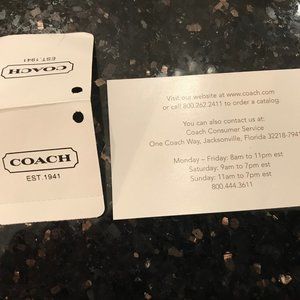 COACH
EST. 1941
COACH
EST. 1941
Visit our website at www.coach.com
or call 800.262.2411 to order a catalog.
You can also contact us at:
Coach Consumer Service
One Coach Way, Jacksonville, Florida 32218-794
Monday – Friday: 8am to 11pm est
Saturday: 9am to 7pm est
Sunday: 11am to 7pm est
800.444.3611